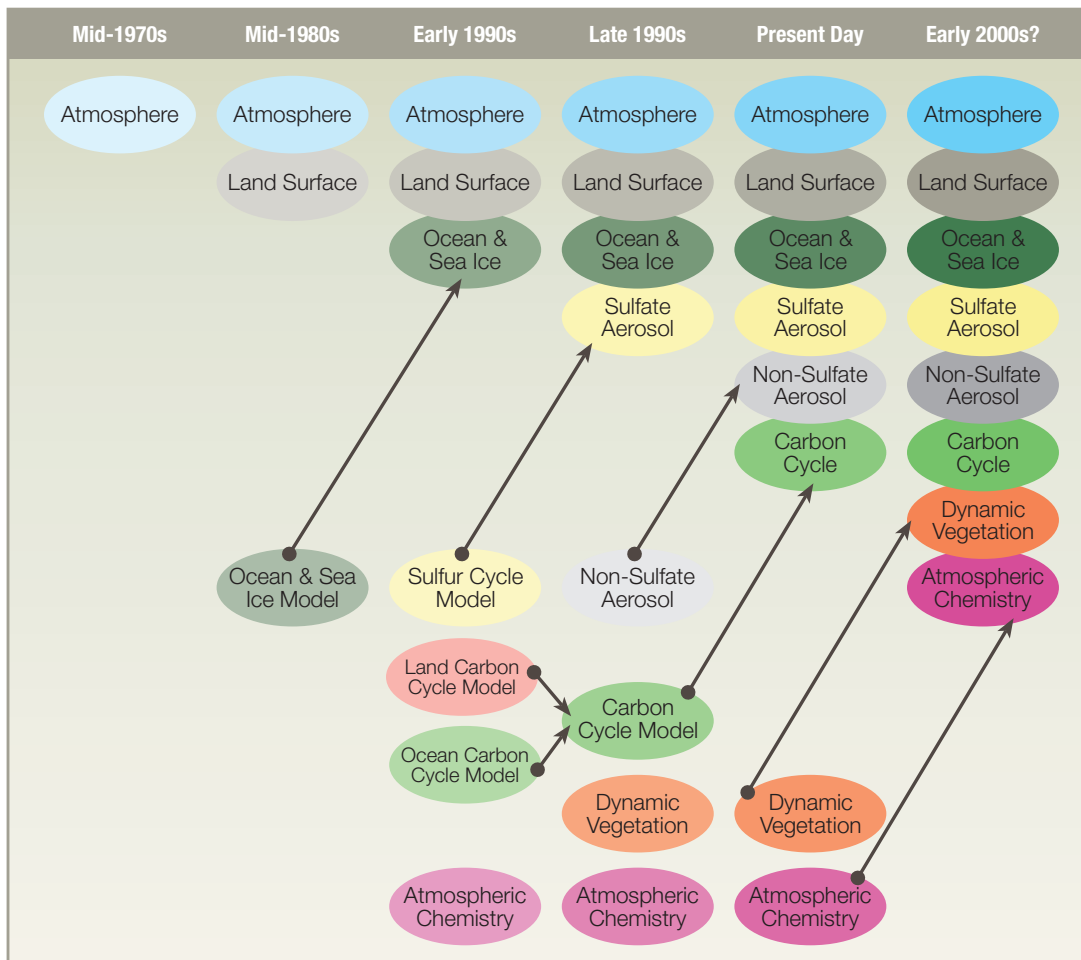 Mid-1970s
Mid-1980s
Early 1990s
Late 1990s
Present Day
Early 2000s?
Atmosphere
Atmosphere
Atmosphere
Atmosphere
Atmosphere
Atmosphere
Land Surface
Land Surface
Land Surface
Land Surface
Land Surface
Ocean &
Sea Ice
Ocean &
Sea Ice
Ocean &
Sea Ice
Ocean &
Sea Ice
Sulfate
Aerosol
Sulfate
Aerosol
Sulfate
Aerosol
Non-Sulfate
Aerosol
Non-Sulfate
Aerosol
Carbon
Cycle
Carbon
Cycle
Dynamic
Vegetation
Ocean & Sea
Ice Model
Sulfur Cycle
Model
Non-Sulfate
Aerosol
Atmospheric
Chemistry
Land Carbon
Cycle Model
Carbon
Cycle Model
Ocean Carbon
Cycle Model
Dynamic
Vegetation
Dynamic
Vegetation
Atmospheric
Chemistry
Atmospheric
Chemistry
Atmospheric
Chemistry